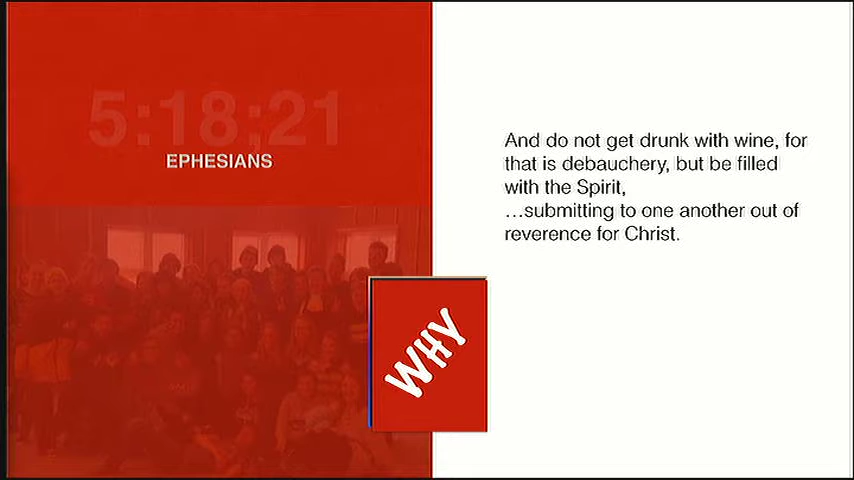 5:18;21
EPHESIANS
And do not get drunk with wine, for
that is debauchery, but be filled
with the Spirit,
…submitting to one another out of
reverence for Christ.
WHY